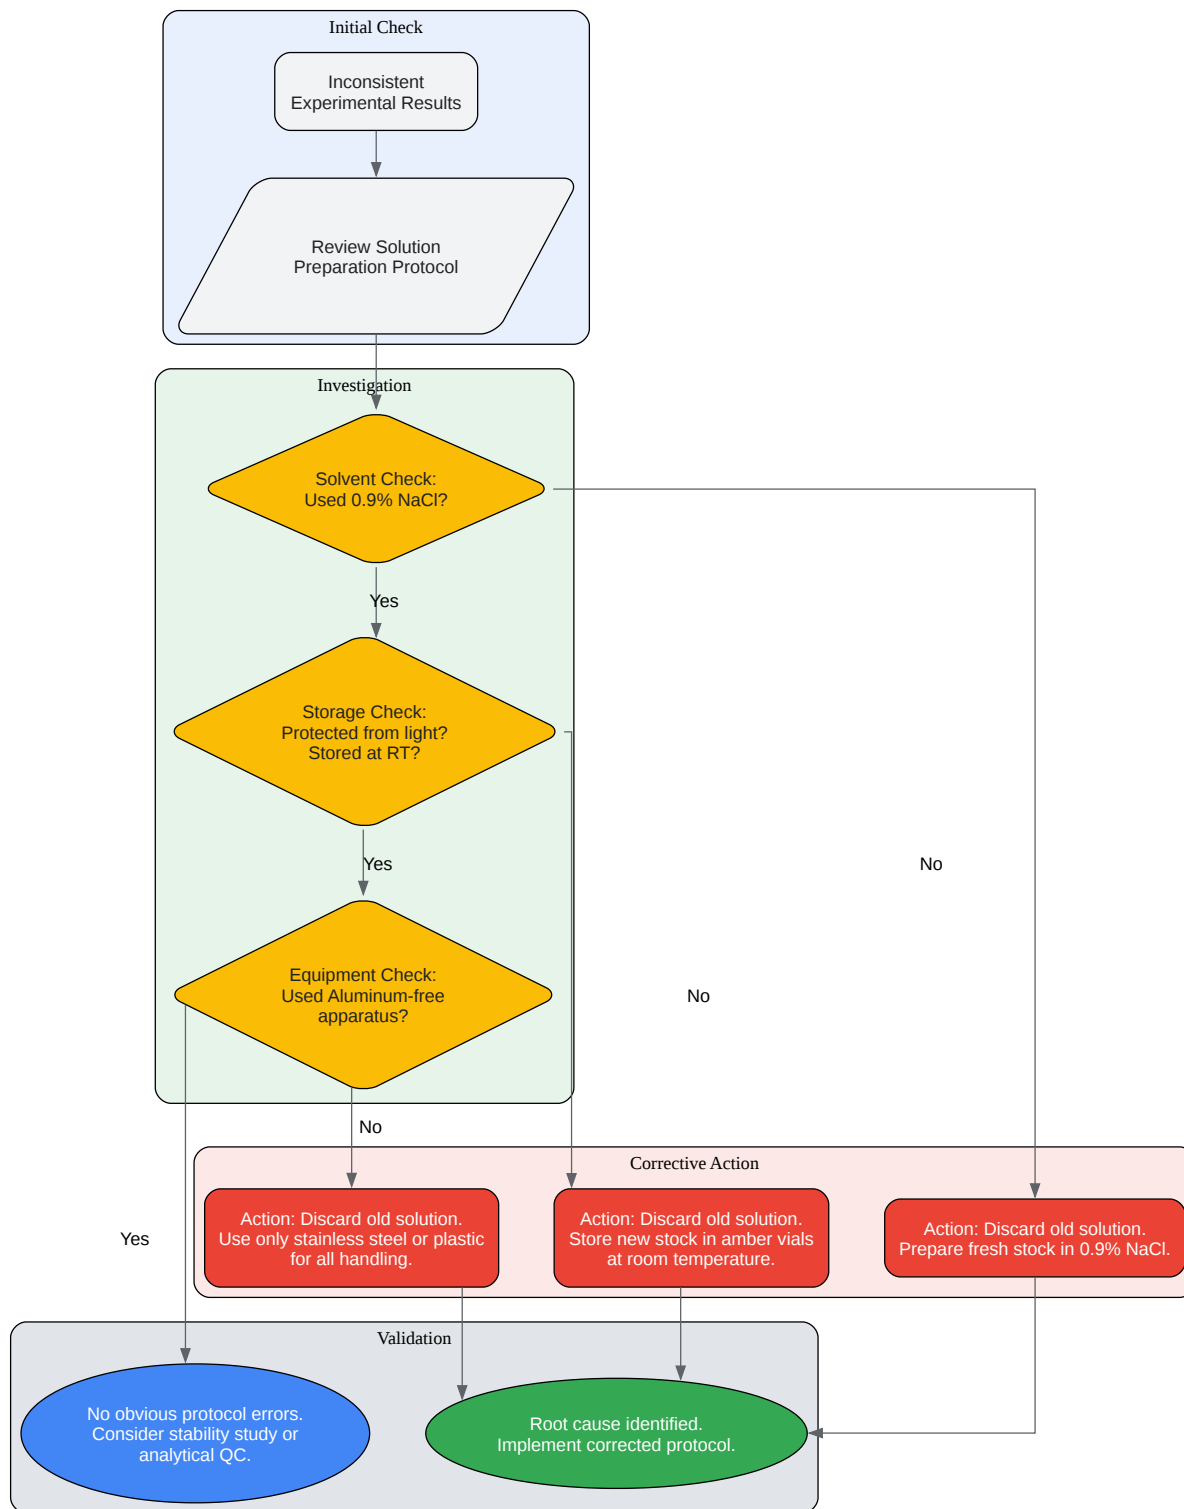 Initial Check
Inconsistent
Experimental Results
Review Solution
Preparation Protocol
Investigation
Solvent Check:
Used 0.9% NaCl?
Yes
Storage Check:
Protected from light?
Stored at RT?
Yes
No
Equipment Check:
Used Aluminum-free
apparatus?
No
No
Corrective Action
Action: Discard old solution.
Use only stainless steel or plastic
for all handling.
Action: Discard old solution.
Store new stock in amber vials
at room temperature.
Action: Discard old solution.
Prepare fresh stock in 0.9% NaCl.
Yes
Validation
No obvious protocol errors.
Consider stability study or
analytical QC.
Root cause identified.
Implement corrected protocol.